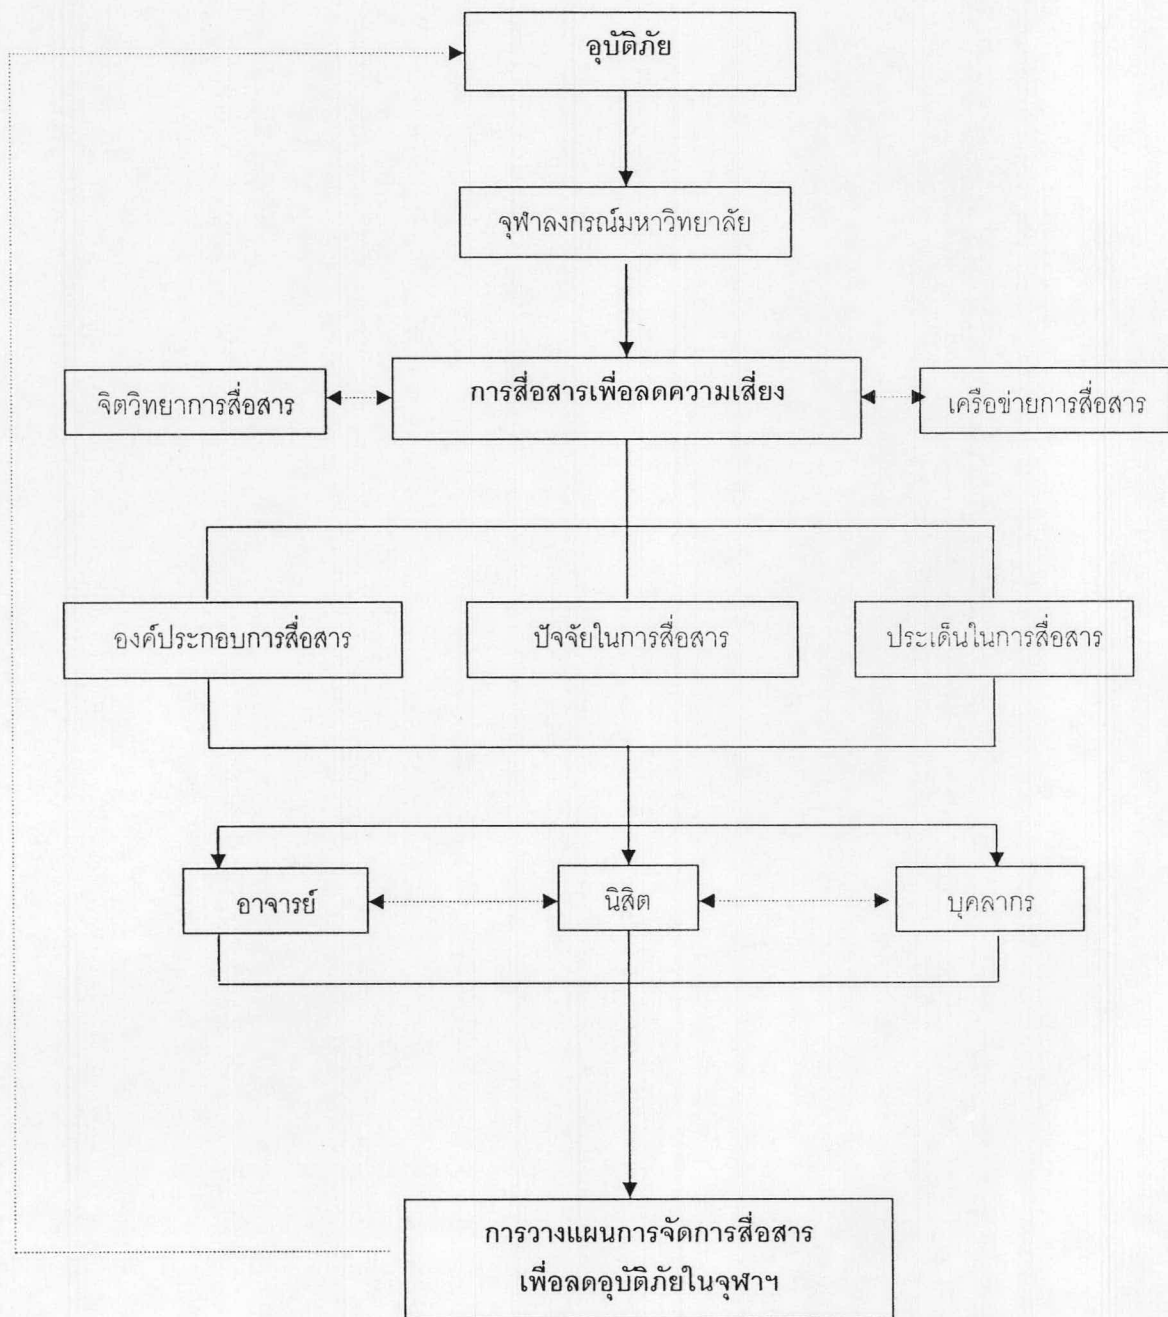 อุบัติภัย
จุฬาลงกรณ์มหาวิทยาลัย
จิตวิทยาการสื่อสาร
การสื่อสารเพื่อลดความเสี่ยง
เครือข่ายการสื่อสาร
องค์ประกอบการสื่อสาร
ปัจจัยในการสื่อสาร
ประเด็นในการสื่อสาร
อาจารย์
นิสิต
บุคลากร
การวางแผนการจัดการสื่อสาร
เพื่อลดอุบัติภัยในจุฬาฯ